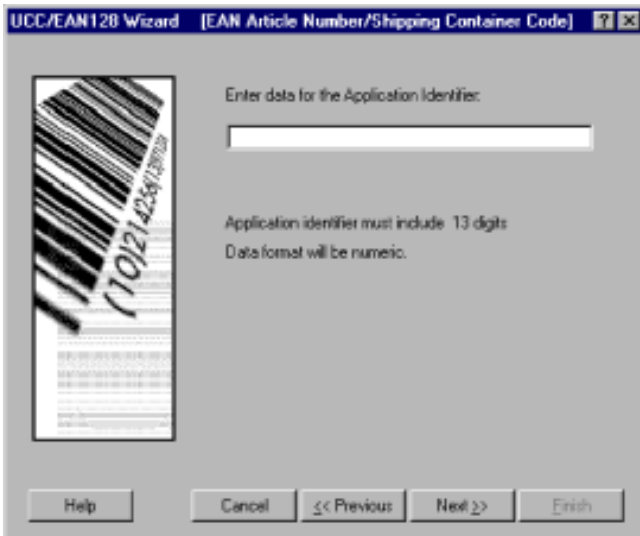 UCC/EAN128 Wizard [EAN Article Number/Shipping Container Code]
Enter data for the Application Identifier:
Application identifier must include 13 digits
Data format will be numeric.
Help
Cancel
<< Previous
Next >>
Finish